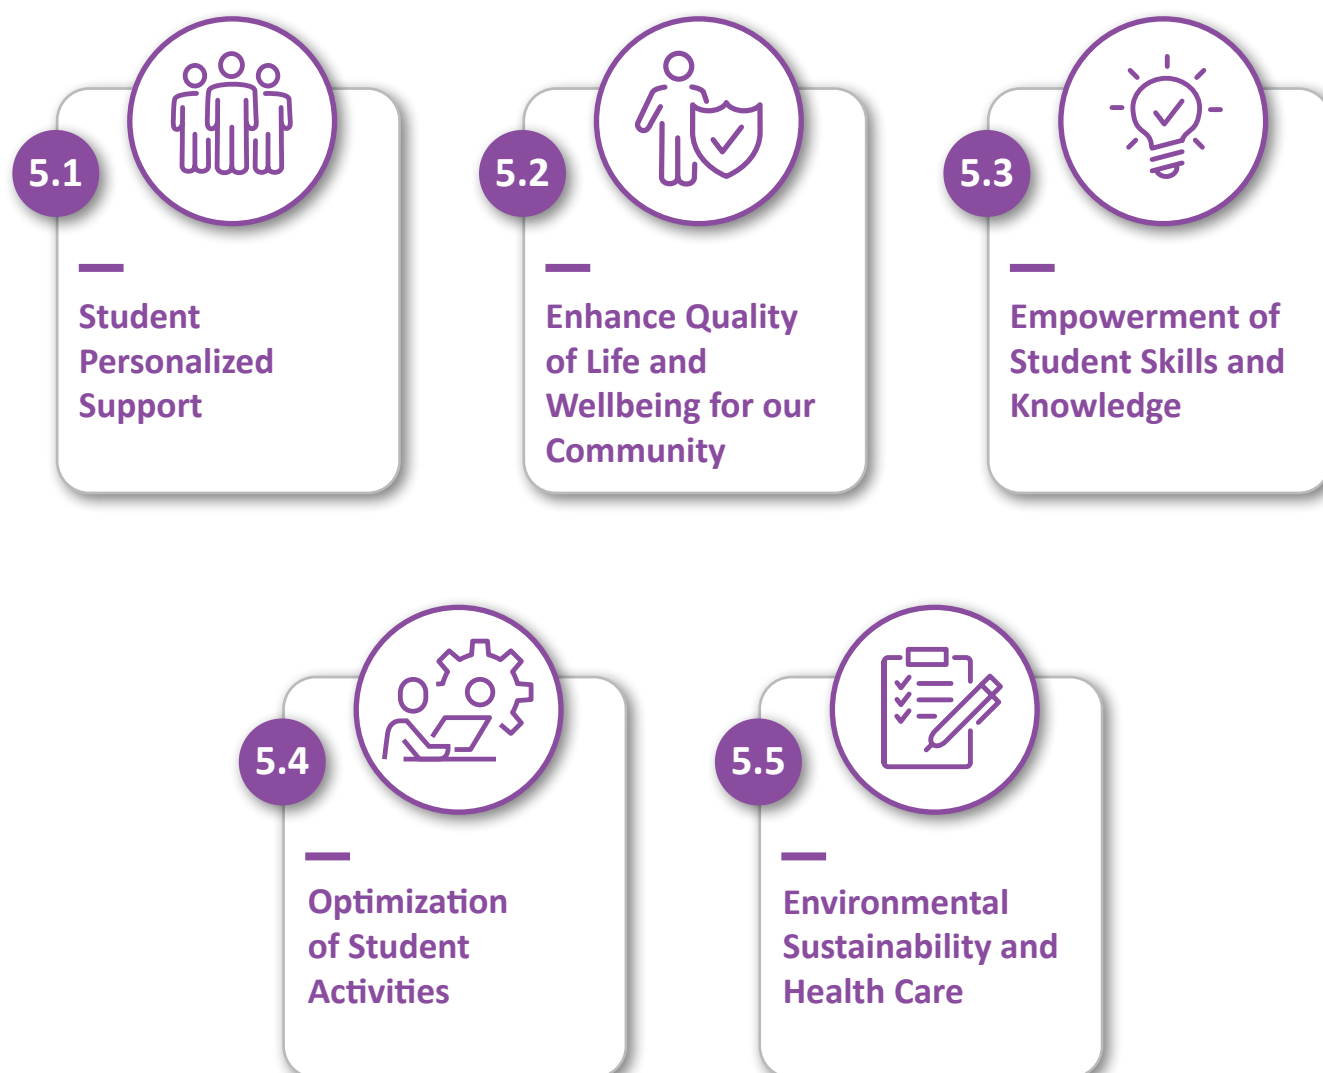 5.1
Student
Personalized
Support
5.2
Enhance Quality
of Life and
Wellbeing for our
Community
5.3
Empowerment of
Student Skills and
Knowledge
5.4
Optimization
of Student
Activities
5.5
Environmental
Sustainability and
Health Care